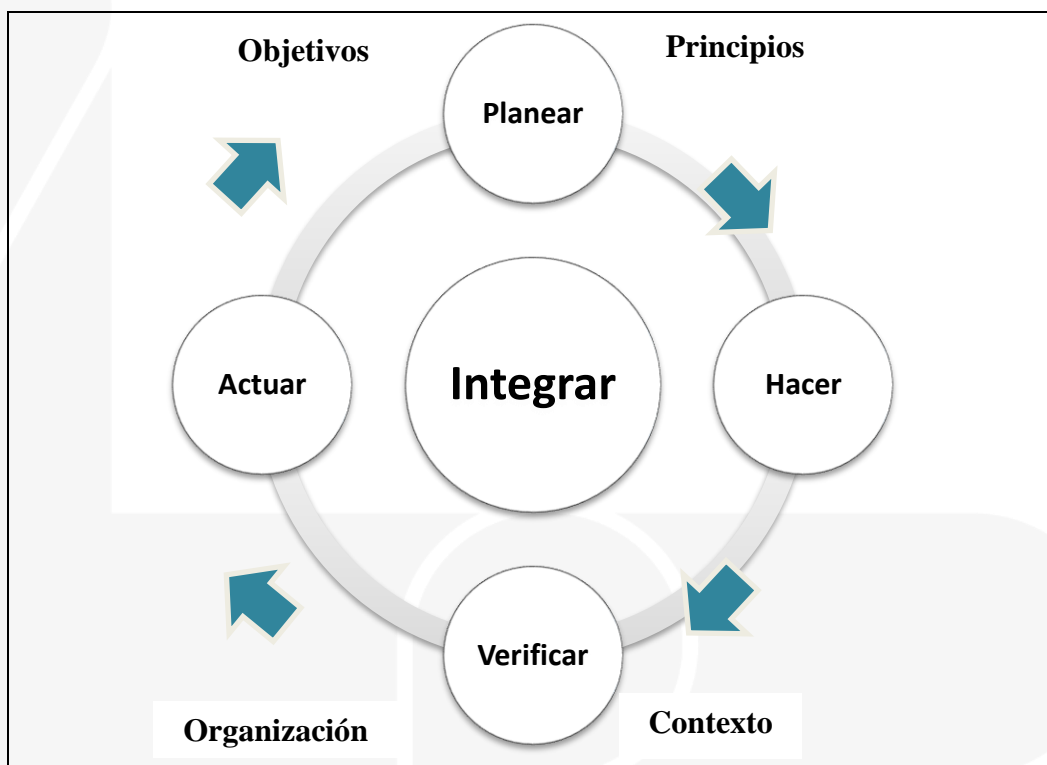 Objetivos
Principios
Planear
Actuar
Integrar
Hacer
Verificar
Organización
Contexto